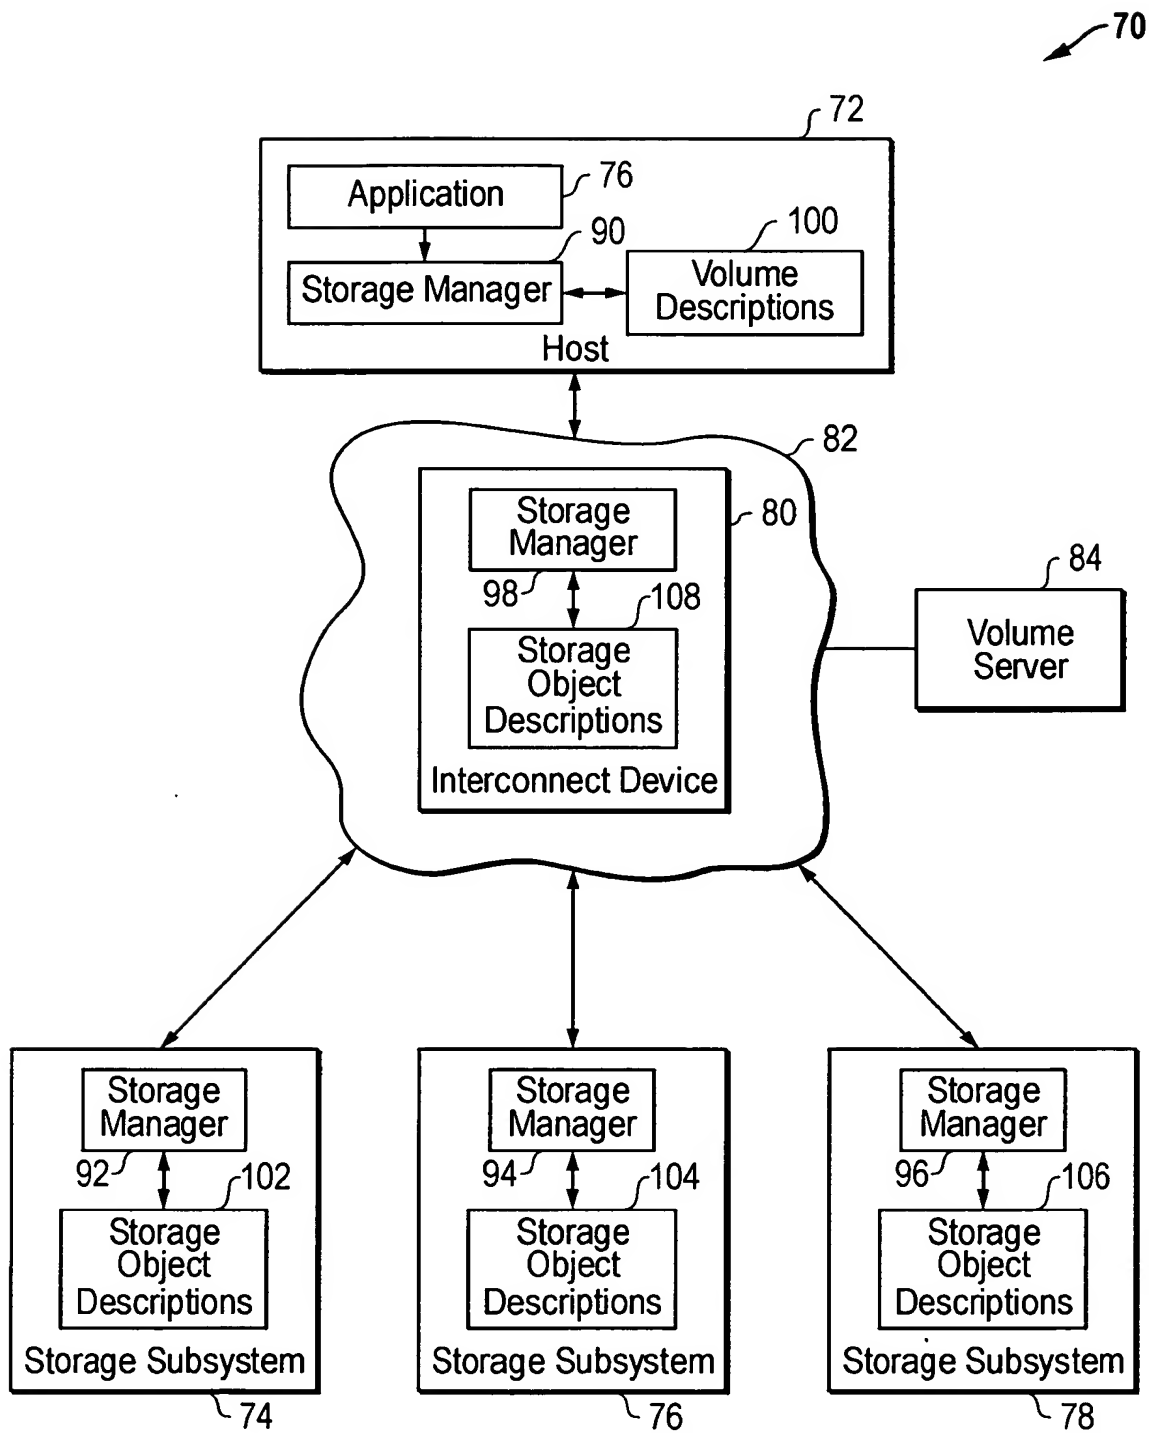 70
72
Application
76
90
100
Storage Manager
Volume
Descriptions
Host
82
Storage
Manager
80
98
108
Storage
Object
Descriptions
Interconnect Device
84
Volume
Server
Storage
Manager
92
102
Storage
Object
Descriptions
Storage Subsystem
74
Storage
Manager
94
104
Storage
Object
Descriptions
Storage Subsystem
76
Storage
Manager
96
106
Storage
Object
Descriptions
Storage Subsystem
78